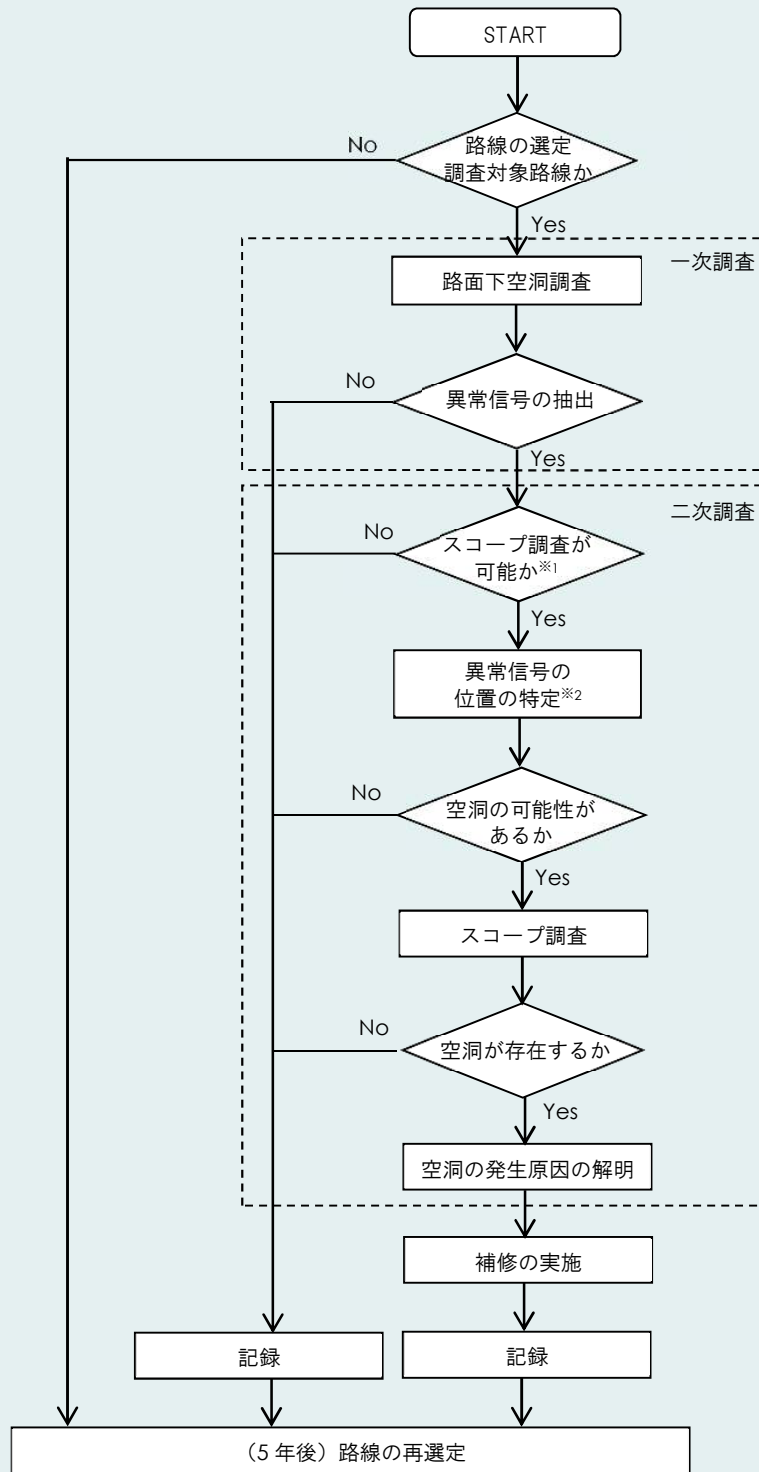 START
路線の選定
調査対象路線か
No
Yes
一次調査
路面下空洞調査
異常信号の抽出
No
Yes
二次調査
スコープ調査が
可能か※1
No
Yes
異常信号の
位置の特定※2
空洞の可能性が
あるか
No
Yes
スコープ調査
空洞が存在するか
No
Yes
空洞の発生原因の解明
補修の実施
記録
記録
（5 年後）路線の再選定